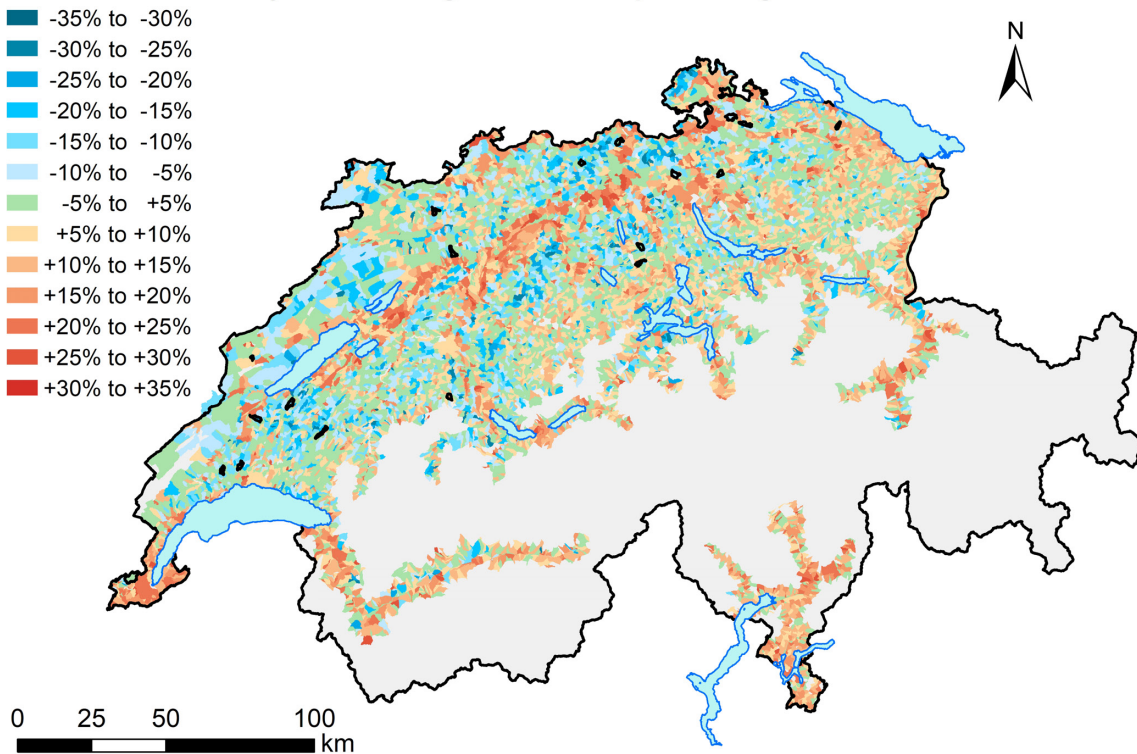 -35% to -30%
-30% to -25%
-25% to -20%
-20% to -15%
-15% to -10%
-10% to -5%
-5% to +5%
+5% to +10%
+10% to +15%
+15% to +20%
+20% to +25%
+25% to +30%
+30% to +35%
N
0 25 50 100
km